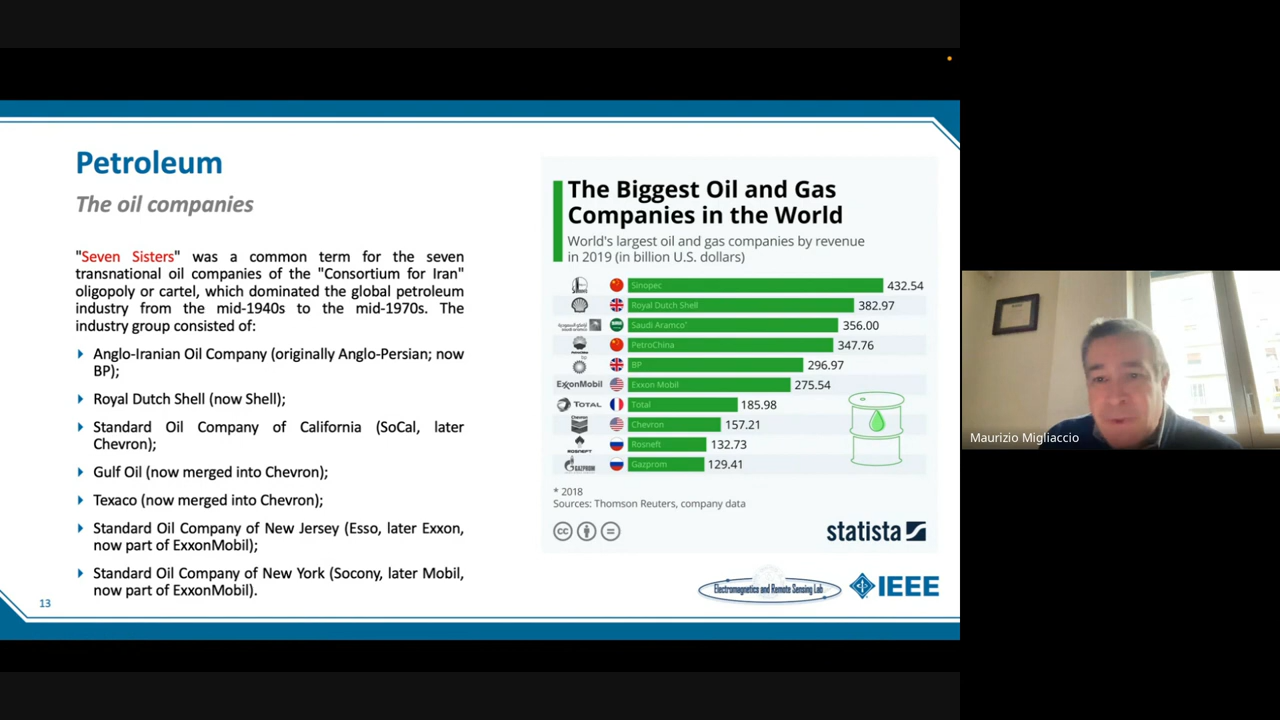 Petroleum
The oil companies
"Seven Sisters" was a common term for the seven
transnational oil companies of the "Consortium for Iran"
oligopoly or cartel, which dominated the global petroleum
industry from the mid-1940s to the mid-1970s. The
industry group consisted of:
Anglo-Iranian Oil Company (originally Anglo-Persian; now
BP);
Royal Dutch Shell (now Shell);
Standard Oil Company of California (SoCal, later
Chevron);
Gulf Oil (now merged into Chevron);
Texaco (now merged into Chevron);
Standard Oil Company of New Jersey (Esso, later Exxon,
now part of ExxonMobil);
Standard Oil Company of New York (Socony, later Mobil,
now part of ExxonMobil).
13
The Biggest Oil and Gas
Companies in the World
World's largest oil and gas companies by revenue
in 2019 (in billion U.S. dollars)
Sinopec 432.54
Royal Dutch Shell 382.97
Saudi Aramco* 356.00
PetroChina 347.76
bp BP 296.97
ExxonMobil Exxon Mobil 275.54
TOTAL Total 185.98
Chevron Chevron 157.21
ROSNEFT Rosneft 132.73
GAZPROM Gazprom 129.41
* 2018
Sources: Thomson Reuters, company data
cc
statista
Electromagnetics and Remote Sensing Lab
IEEE
Maurizio Migliaccio